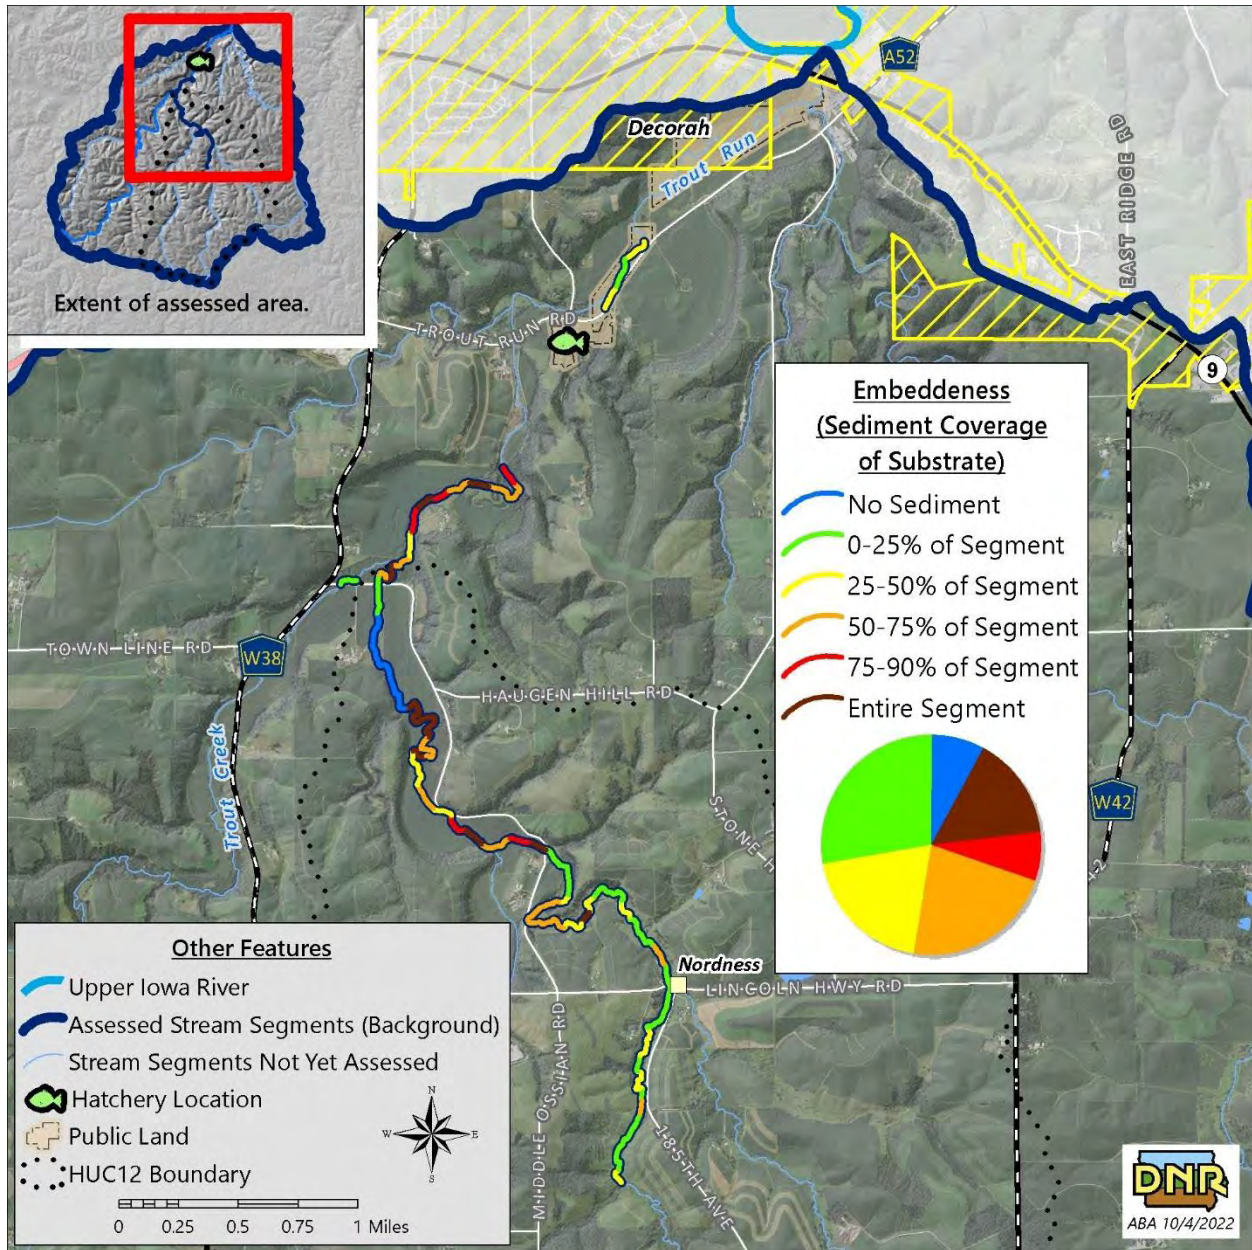 Extent of assessed area.
A52
Decorah
Trout Run
EAST RIDGE RD
TROUT RUN RD
9
Embeddeness
(Sediment Coverage
of Substrate)
No Sediment
0-25% of Segment
25-50% of Segment
50-75% of Segment
75-90% of Segment
Entire Segment
TOWN LINE RD
W38
HAUGEN HILL RD
Trout Creek
W42
Nordness
LINCOLN HWY RD
MIDDLE OSSIAN RD
185TH AVE
Other Features
Upper Iowa River
Assessed Stream Segments (Background)
Stream Segments Not Yet Assessed
Hatchery Location
Public Land
HUC12 Boundary
N
W E
S
0 0.25 0.5 0.75 1 Miles
DNR
ABA 10/4/2022